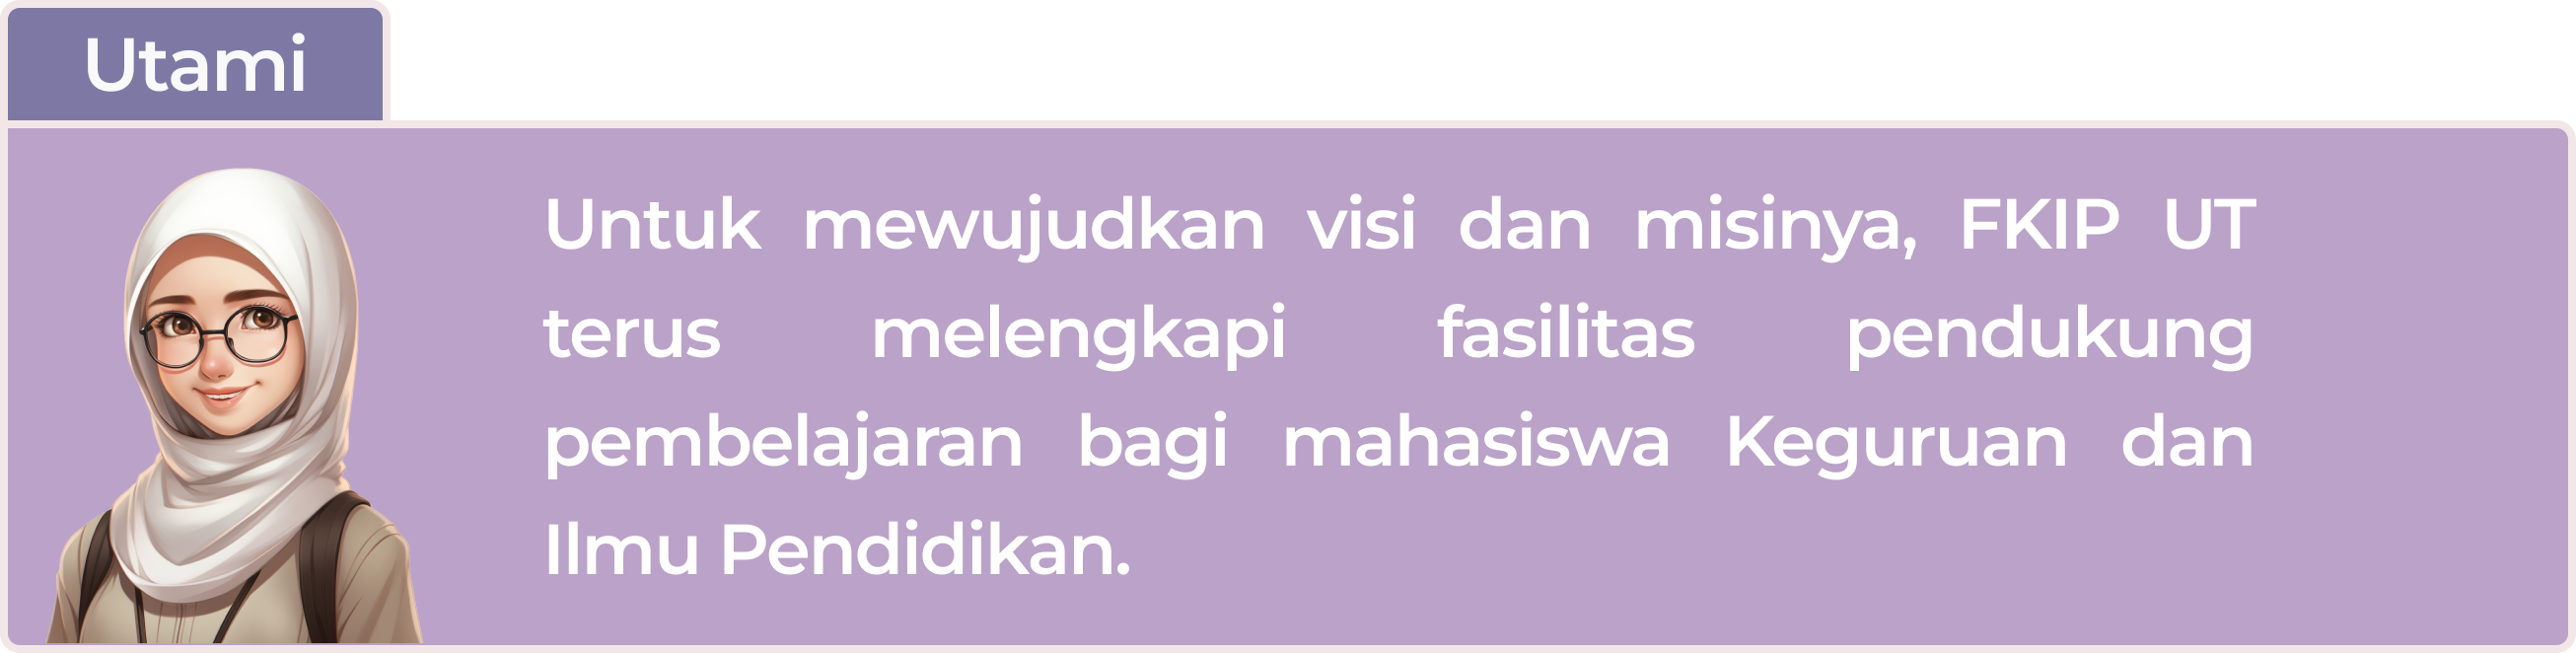 Utami
Untuk mewujudkan visi dan misinya, FKIP UT
terus melengkapi fasilitas pendukung
pembelajaran bagi mahasiswa Keguruan dan
Ilmu Pendidikan.